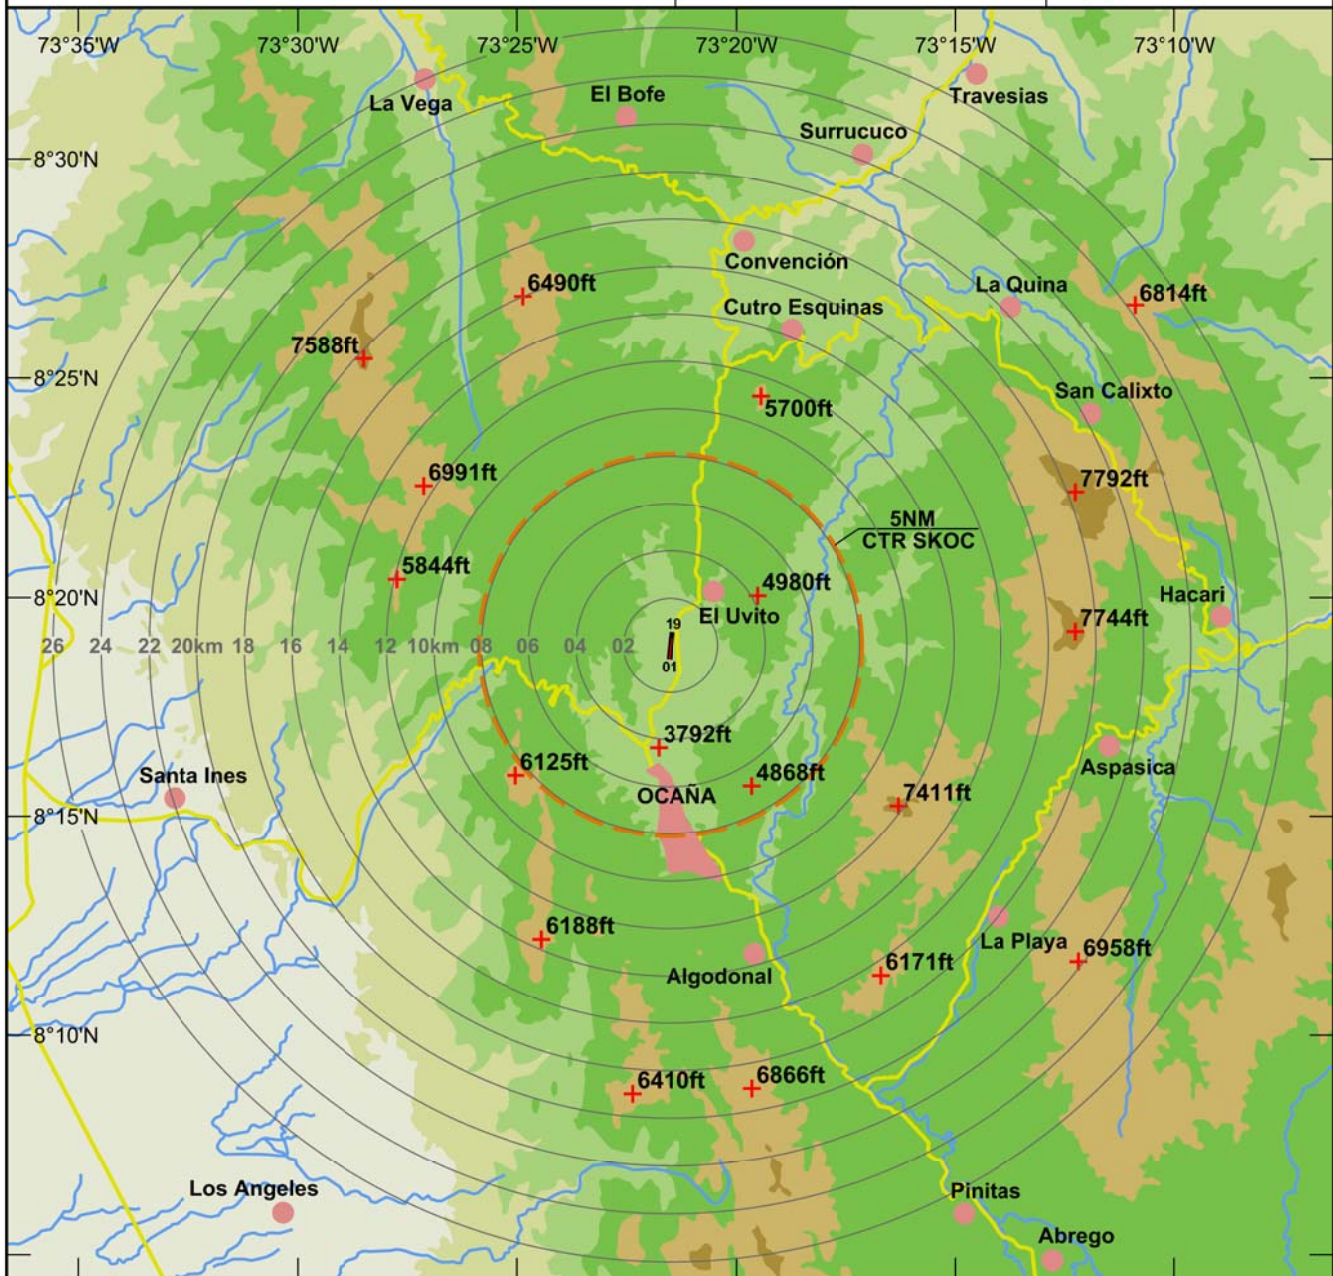 73°35'W 73°30'W 73°25'W 73°20'W 73°15'W 73°10'W
La Vega
El Bofe
Travesias
Surrucuco
8°30'N
Convención
6490ft
La Quina
6814ft
Cutro Esquinas
7588ft
8°25'N
San Calixto
5700ft
6991ft
7792ft
5NM
CTR SKOC
5844ft
4980ft
8°20'N
Hacari
El Uvito
19
7744ft
26 24 22 20km 18 16 14 12 10km 08 06 04 02
01
3792ft
6125ft
Aspasica
Santa Ines
4868ft
OCAÑA
7411ft
8°15'N
6188ft
La Playa
6958ft
Algodonal
6171ft
8°10'N
6410ft
6866ft
Los Angeles
Pinitas
Abrego